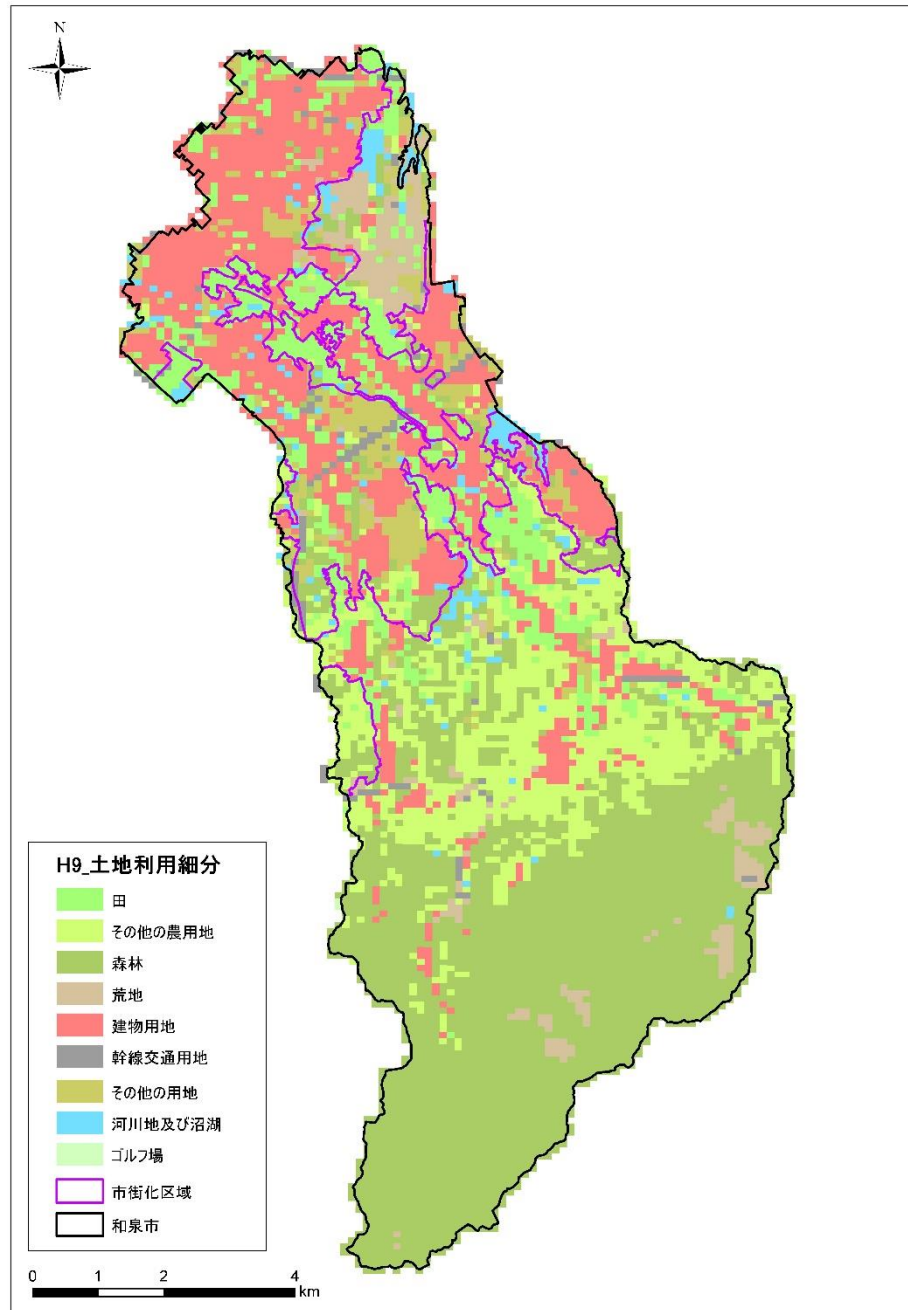 N
H9_土地利用細分
田
その他の農用地
森林
荒地
建物用地
幹線交通用地
その他の用地
河川地及び沼湖
ゴルフ場
市街化区域
和泉市
0 1 2 4
km